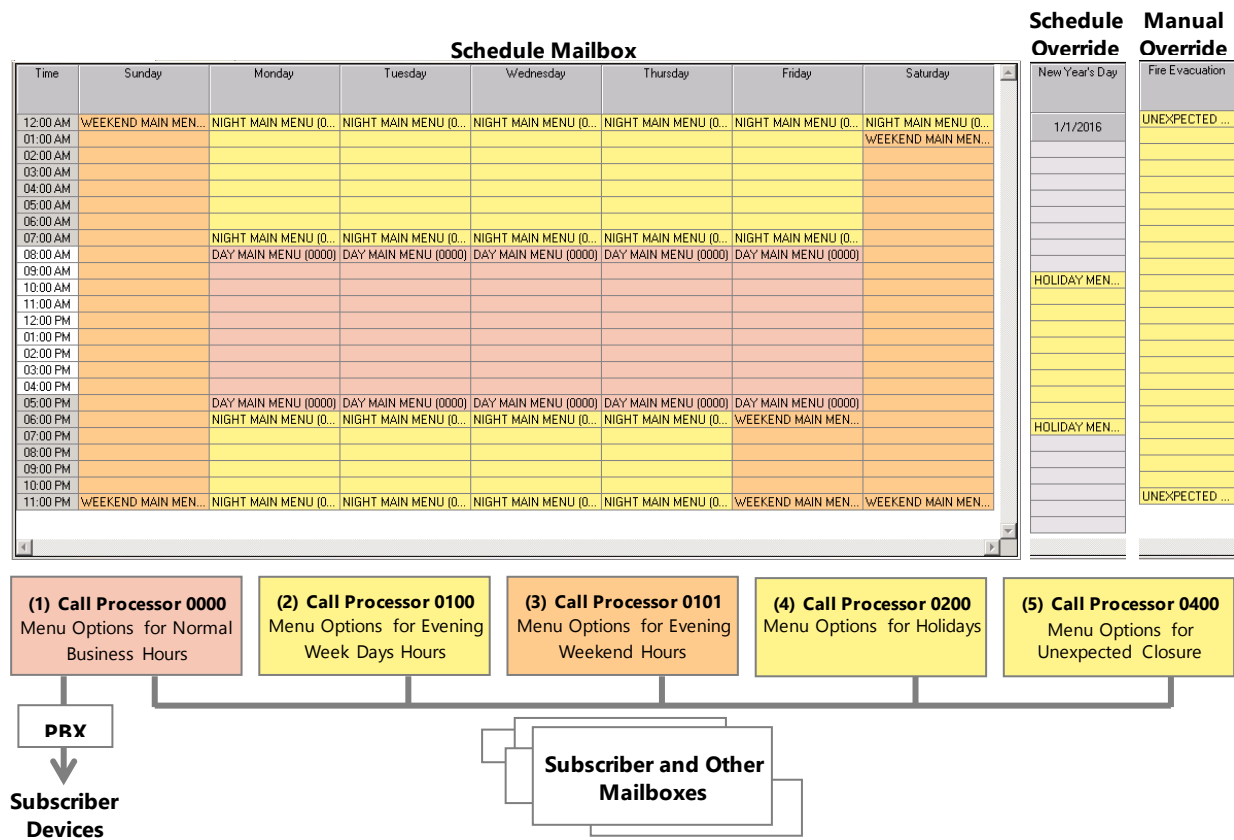 Schedule Mailbox
Schedule Override
Manual Override
Time Sunday Monday Tuesday Wednesday Thursday Friday Saturday
New Year's Day
Fire Evacuation
1/1/2016
12:00 AM WEEKEND MAIN MEN... NIGHT MAIN MENU (0... NIGHT MAIN MENU (0... NIGHT MAIN MENU (0... NIGHT MAIN MENU (0... NIGHT MAIN MENU (0... NIGHT MAIN MENU (0... UNEXPECTED ...
01:00 AM WEEKEND MAIN MEN...
02:00 AM
03:00 AM
04:00 AM
05:00 AM
06:00 AM
07:00 AM NIGHT MAIN MENU (0... NIGHT MAIN MENU (0... NIGHT MAIN MENU (0... NIGHT MAIN MENU (0... NIGHT MAIN MENU (0...
08:00 AM DAY MAIN MENU (0000) DAY MAIN MENU (0000) DAY MAIN MENU (0000) DAY MAIN MENU (0000) DAY MAIN MENU (0000)
09:00 AM
10:00 AM HOLIDAY MEN...
11:00 AM
12:00 PM
01:00 PM
02:00 PM
03:00 PM
04:00 PM
05:00 PM DAY MAIN MENU (0000) DAY MAIN MENU (0000) DAY MAIN MENU (0000) DAY MAIN MENU (0000) DAY MAIN MENU (0000)
06:00 PM NIGHT MAIN MENU (0... NIGHT MAIN MENU (0... NIGHT MAIN MENU (0... NIGHT MAIN MENU (0... WEEKEND MAIN MEN...
07:00 PM HOLIDAY MEN...
08:00 PM
09:00 PM
10:00 PM
11:00 PM WEEKEND MAIN MEN... NIGHT MAIN MENU (0... NIGHT MAIN MENU (0... NIGHT MAIN MENU (0... NIGHT MAIN MENU (0... WEEKEND MAIN MEN... WEEKEND MAIN MEN... UNEXPECTED ...
(1) Call Processor 0000
Menu Options for Normal
Business Hours
(2) Call Processor 0100
Menu Options for Evening
Week Days Hours
(3) Call Processor 0101
Menu Options for Evening
Weekend Hours
(4) Call Processor 0200
Menu Options for Holidays
(5) Call Processor 0400
Menu Options for
Unexpected Closure
PBX
Subscriber
Devices
Subscriber and Other
Mailboxes